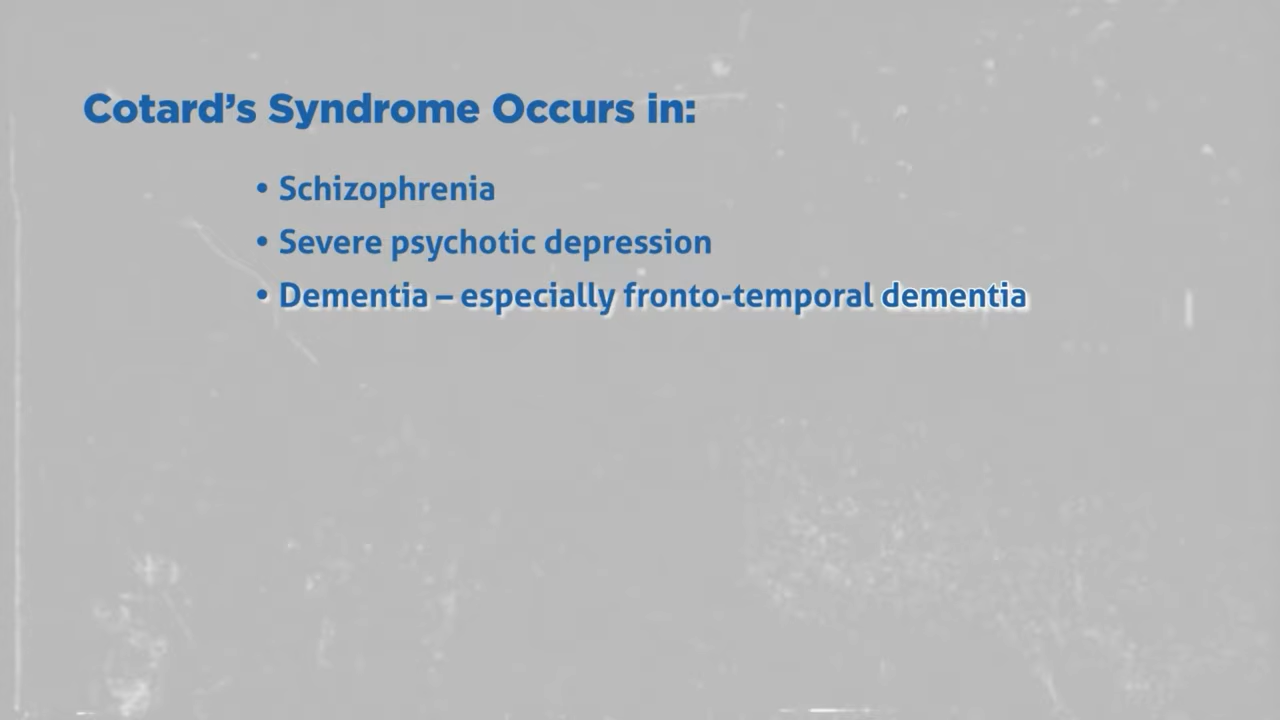 Cotard's Syndrome Occurs in:
• Schizophrenia
• Severe psychotic depression
• Dementia – especially fronto-temporal dementia